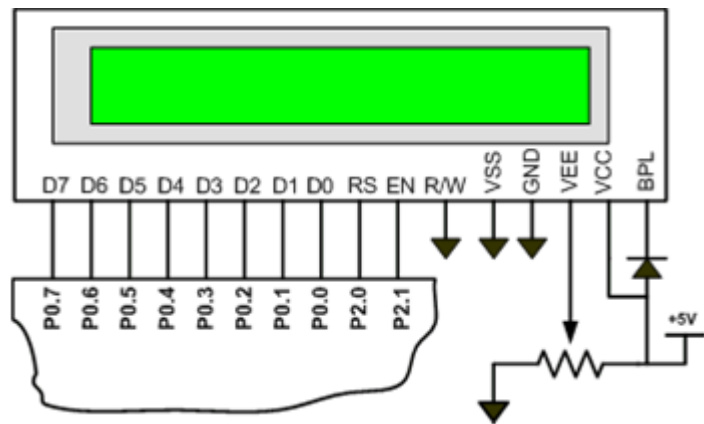 D7 D6 D5 D4 D3 D2 D1 D0 RS EN R/W VSS GND VEE VCC BPL
P0.7 P0.6 P0.5 P0.4 P0.3 P0.2 P0.1 P0.0 P2.0 P2.1
+5V